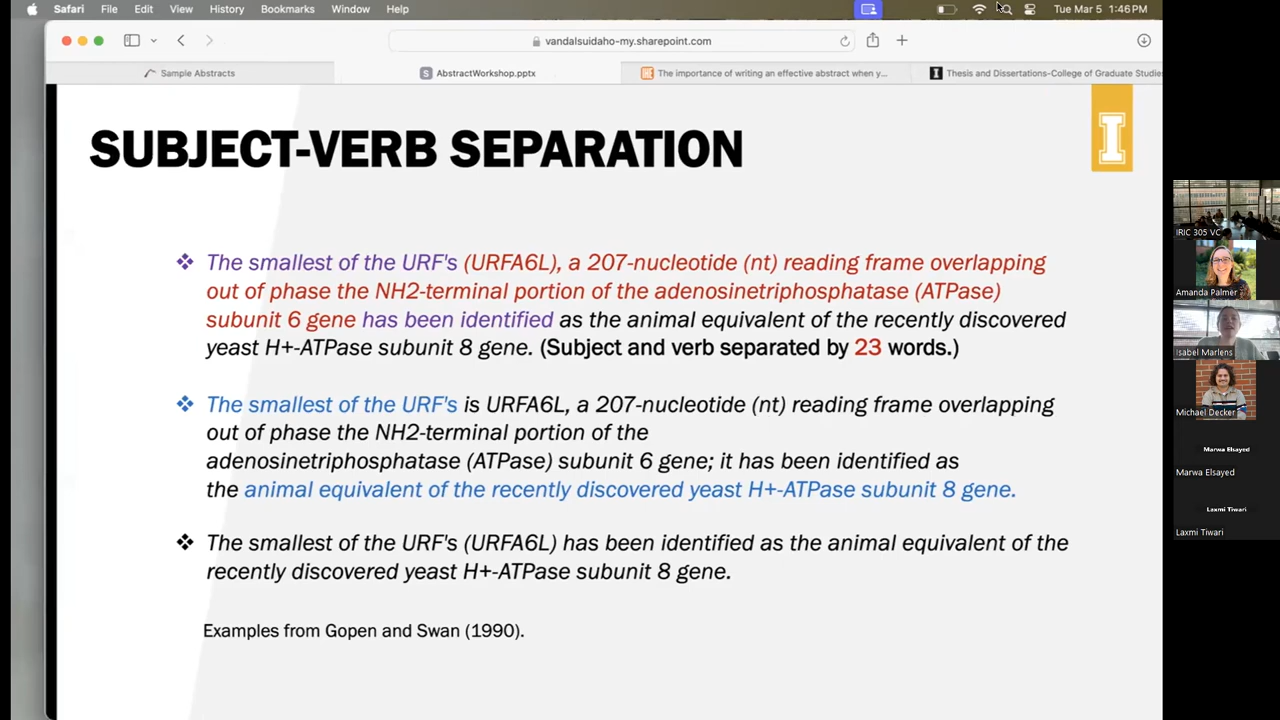 Safari File Edit View History Bookmarks Window Help Tue Mar 5 1:46PM
vandalsuidaho-my.sharepoint.com
Sample Abstracts
S AbstractWorkshop.pptx
The importance of writing an effective abstract when y...
I Thesis and Dissertations-College of Graduate Studie
SUBJECT-VERB SEPARATION
I
The smallest of the URF's (URFA6L), a 207-nucleotide (nt) reading frame overlapping
out of phase the NH2-terminal portion of the adenosinetriphosphatase (ATPase)
subunit 6 gene has been identified as the animal equivalent of the recently discovered
yeast H+-ATPase subunit 8 gene. (Subject and verb separated by 23 words.)
The smallest of the URF's is URFA6L, a 207-nucleotide (nt) reading frame overlapping
out of phase the NH2-terminal portion of the
adenosinetriphosphatase (ATPase) subunit 6 gene; it has been identified as
the animal equivalent of the recently discovered yeast H+-ATPase subunit 8 gene.
The smallest of the URF's (URFA6L) has been identified as the animal equivalent of the
recently discovered yeast H+-ATPase subunit 8 gene.
Examples from Gopen and Swan (1990).
IRIC 305 VC
Amanda Palmer
Isabel Marlens
Michael Decker
Marwa Elsayed
Marwa Elsayed
Laxmi Tiwari
Laxmi Tiwari